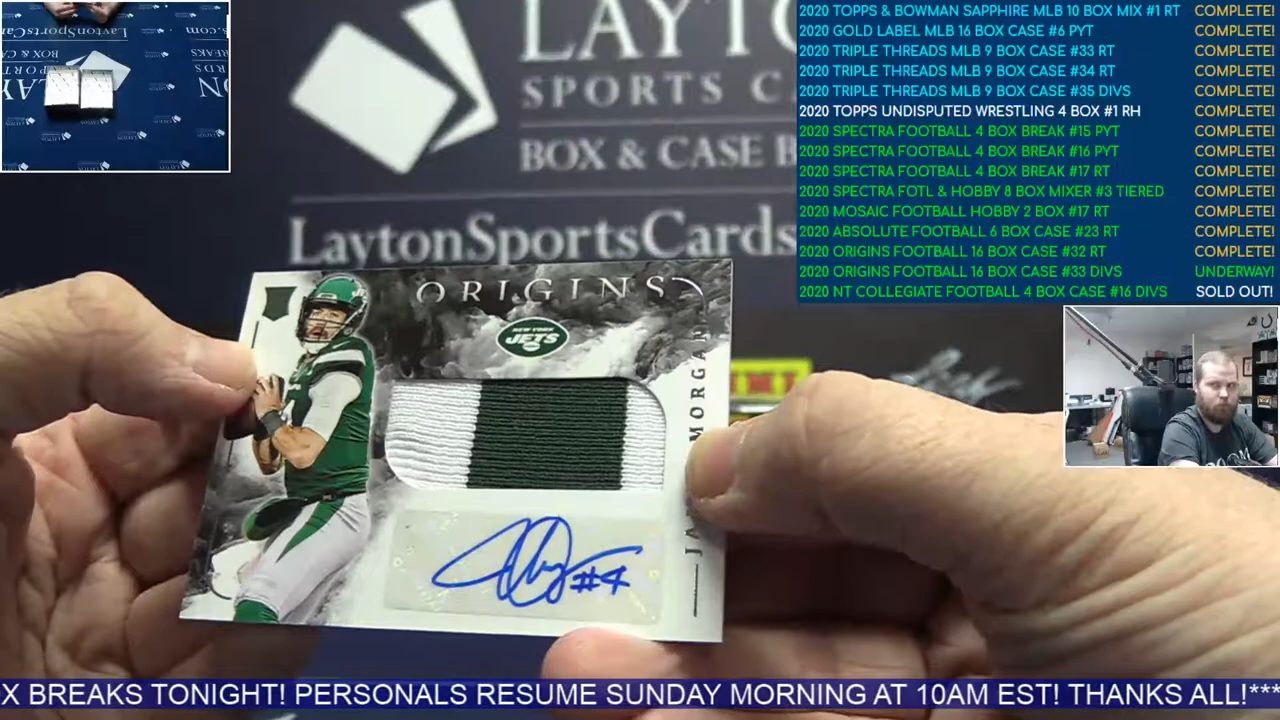 LAYTO
SPORTS C
BOX & CASE B
LaytonSportsCards
2020 TOPPS & BOWMAN SAPPHIRE MLB 10 BOX MIX #1 RT COMPLETE!
2020 GOLD LABEL MLB 16 BOX CASE #6 PYT COMPLETE!
2020 TRIPLE THREADS MLB 9 BOX CASE #33 RT COMPLETE!
2020 TRIPLE THREADS MLB 9 BOX CASE #34 RT COMPLETE!
2020 TRIPLE THREADS MLB 9 BOX CASE #35 DIVS COMPLETE!
2020 TOPPS UNDISPUTED WRESTLING 4 BOX #1 RH COMPLETE!
2020 SPECTRA FOOTBALL 4 BOX BREAK #15 PYT COMPLETE!
2020 SPECTRA FOOTBALL 4 BOX BREAK #16 PYT COMPLETE!
2020 SPECTRA FOOTBALL 4 BOX BREAK #17 RT COMPLETE!
2020 SPECTRA FOTL & HOBBY 8 BOX MIXER #3 TIERED COMPLETE!
2020 MOSAIC FOOTBALL HOBBY 2 BOX #17 RT COMPLETE!
2020 ABSOLUTE FOOTBALL 6 BOX CASE #23 RT COMPLETE!
2020 ORIGINS FOOTBALL 16 BOX CASE #32 RT COMPLETE!
2020 ORIGINS FOOTBALL 16 BOX CASE #33 DIVS UNDERWAY!
2020 NT COLLEGIATE FOOTBALL 4 BOX CASE #16 DIVS SOLD OUT!
ORIGINS
NEW YORK
JETS
JA MORGAN
#4
X BREAKS TONIGHT! PERSONALS RESUME SUNDAY MORNING AT 10AM EST! THANKS ALL!***